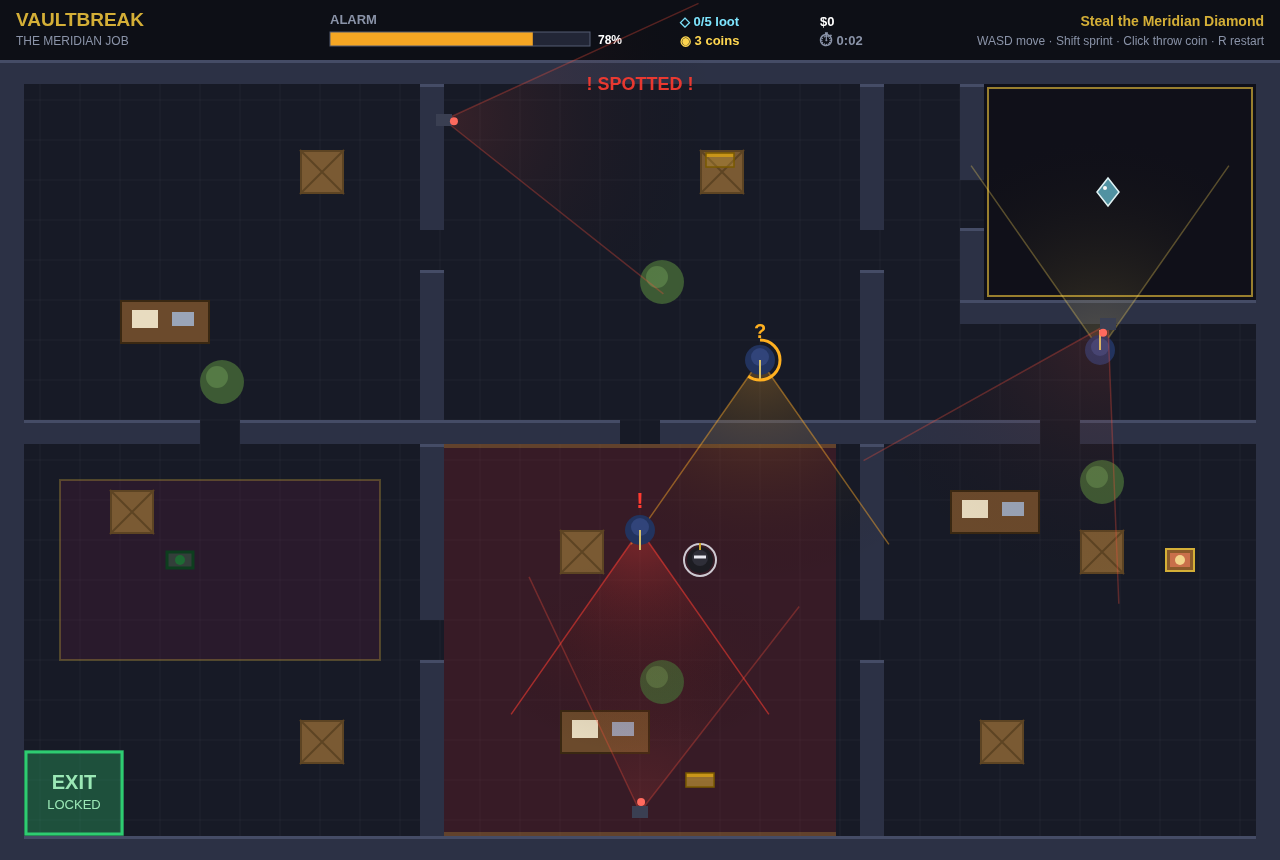 VAULTBREAK
THE MERIDIAN JOB
ALARM
78%
◇ 0/5 loot
◉ 3 coins
$0
⏱ 0:02
Steal the Meridian Diamond
WASD move · Shift sprint · Click throw coin · R restart
! SPOTTED !
?
!
EXIT
LOCKED